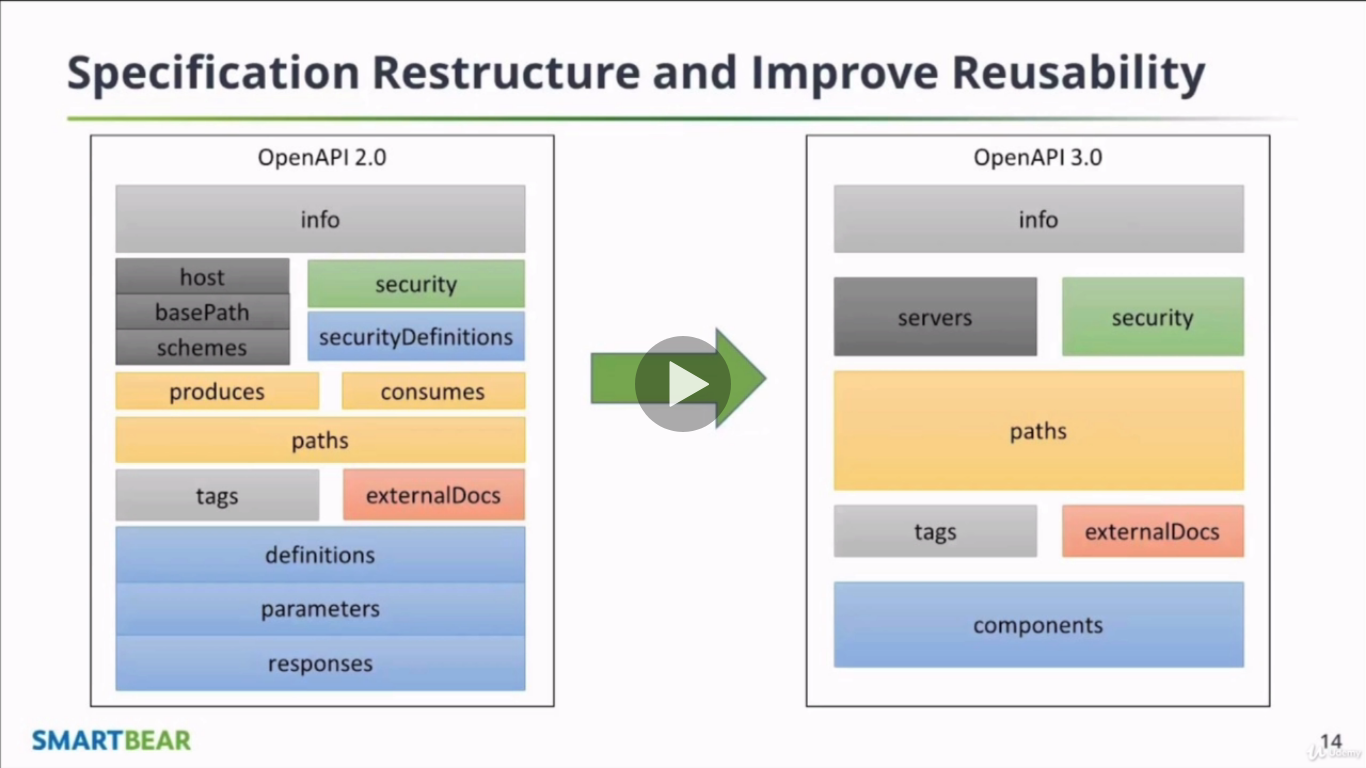 Specification Restructure and Improve Reusability
OpenAPI 2.0
info
host
basePath
schemes
security
securityDefinitions
produces
consumes
paths
tags
externalDocs
definitions
parameters
responses
OpenAPI 3.0
info
servers
security
paths
tags
externalDocs
components
SMARTBEAR
14
Udemy